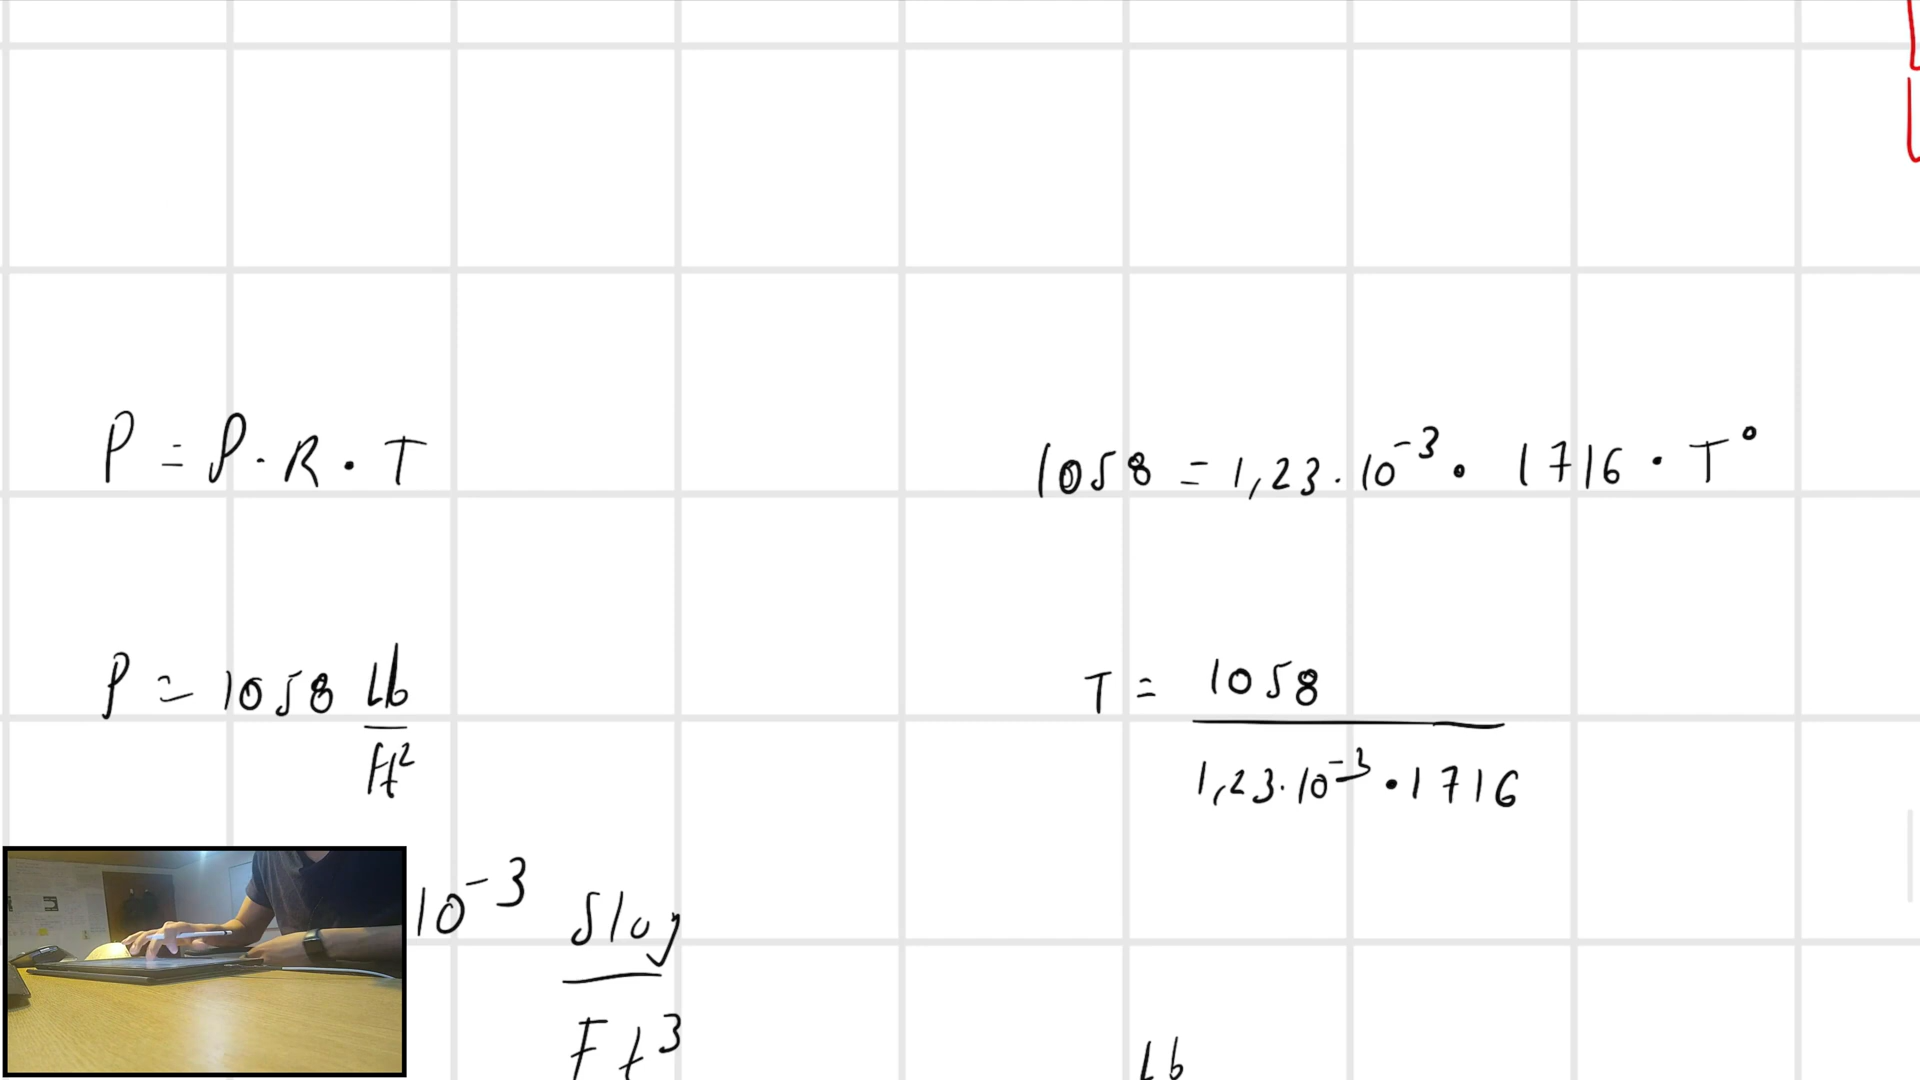 P = ρ · R · T
1058 = 1,23 · 10⁻³ · 1716 · T°
P = 1058 Lb/ft²
T = 1058 / 1,23 · 10⁻³ · 1716
10⁻³ Slug/Ft³
Lb